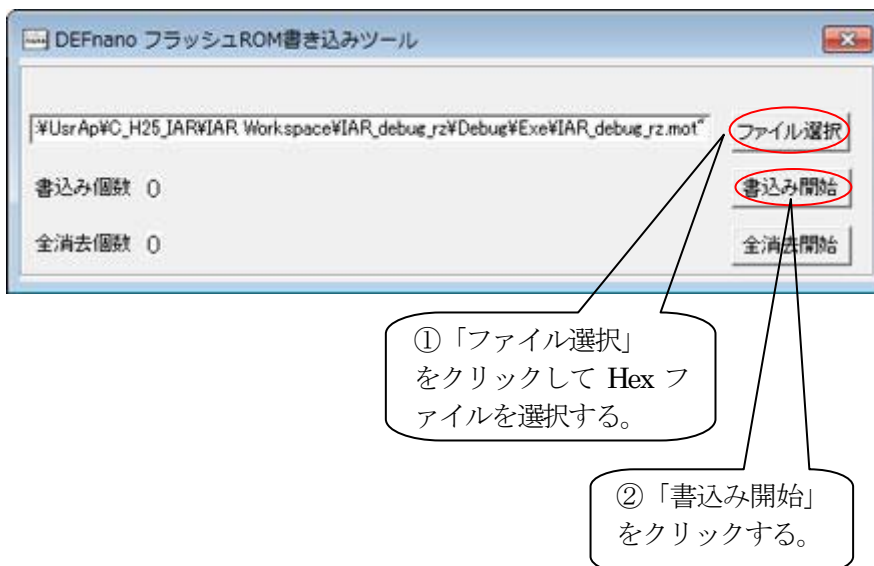 DEFnano フラッシュROM書き込みツール
:¥UsrAp¥C_H25_IAR¥IAR Workspace¥IAR_debug_rz¥Debug¥Exe¥IAR_debug_rz.mot"
ファイル選択
書込み個数 0
書込み開始
全消去個数 0
全消去開始
①「ファイル選択」
をクリックして Hex フ
ァイルを選択する。
②「書込み開始」
をクリックする。